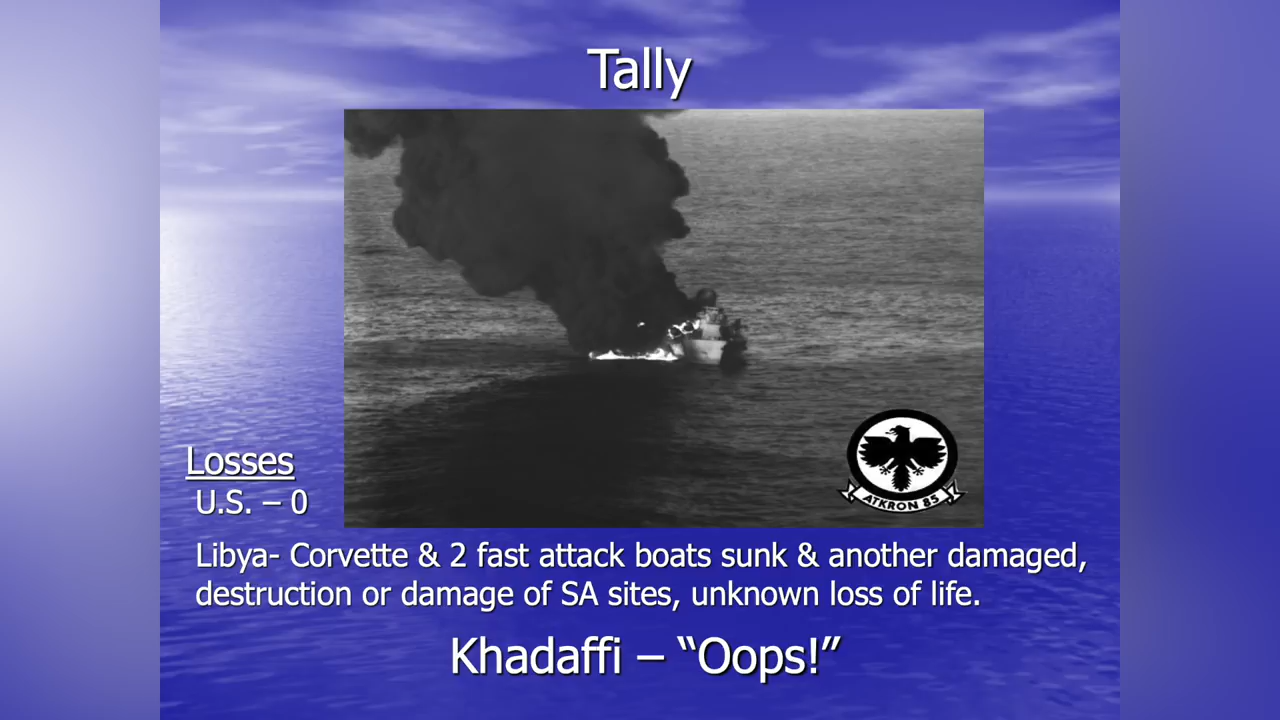 Tally
ATKRON 85
Losses
U.S. – 0
Libya- Corvette & 2 fast attack boats sunk & another damaged,
destruction or damage of SA sites, unknown loss of life.
Khadaffi – “Oops!”